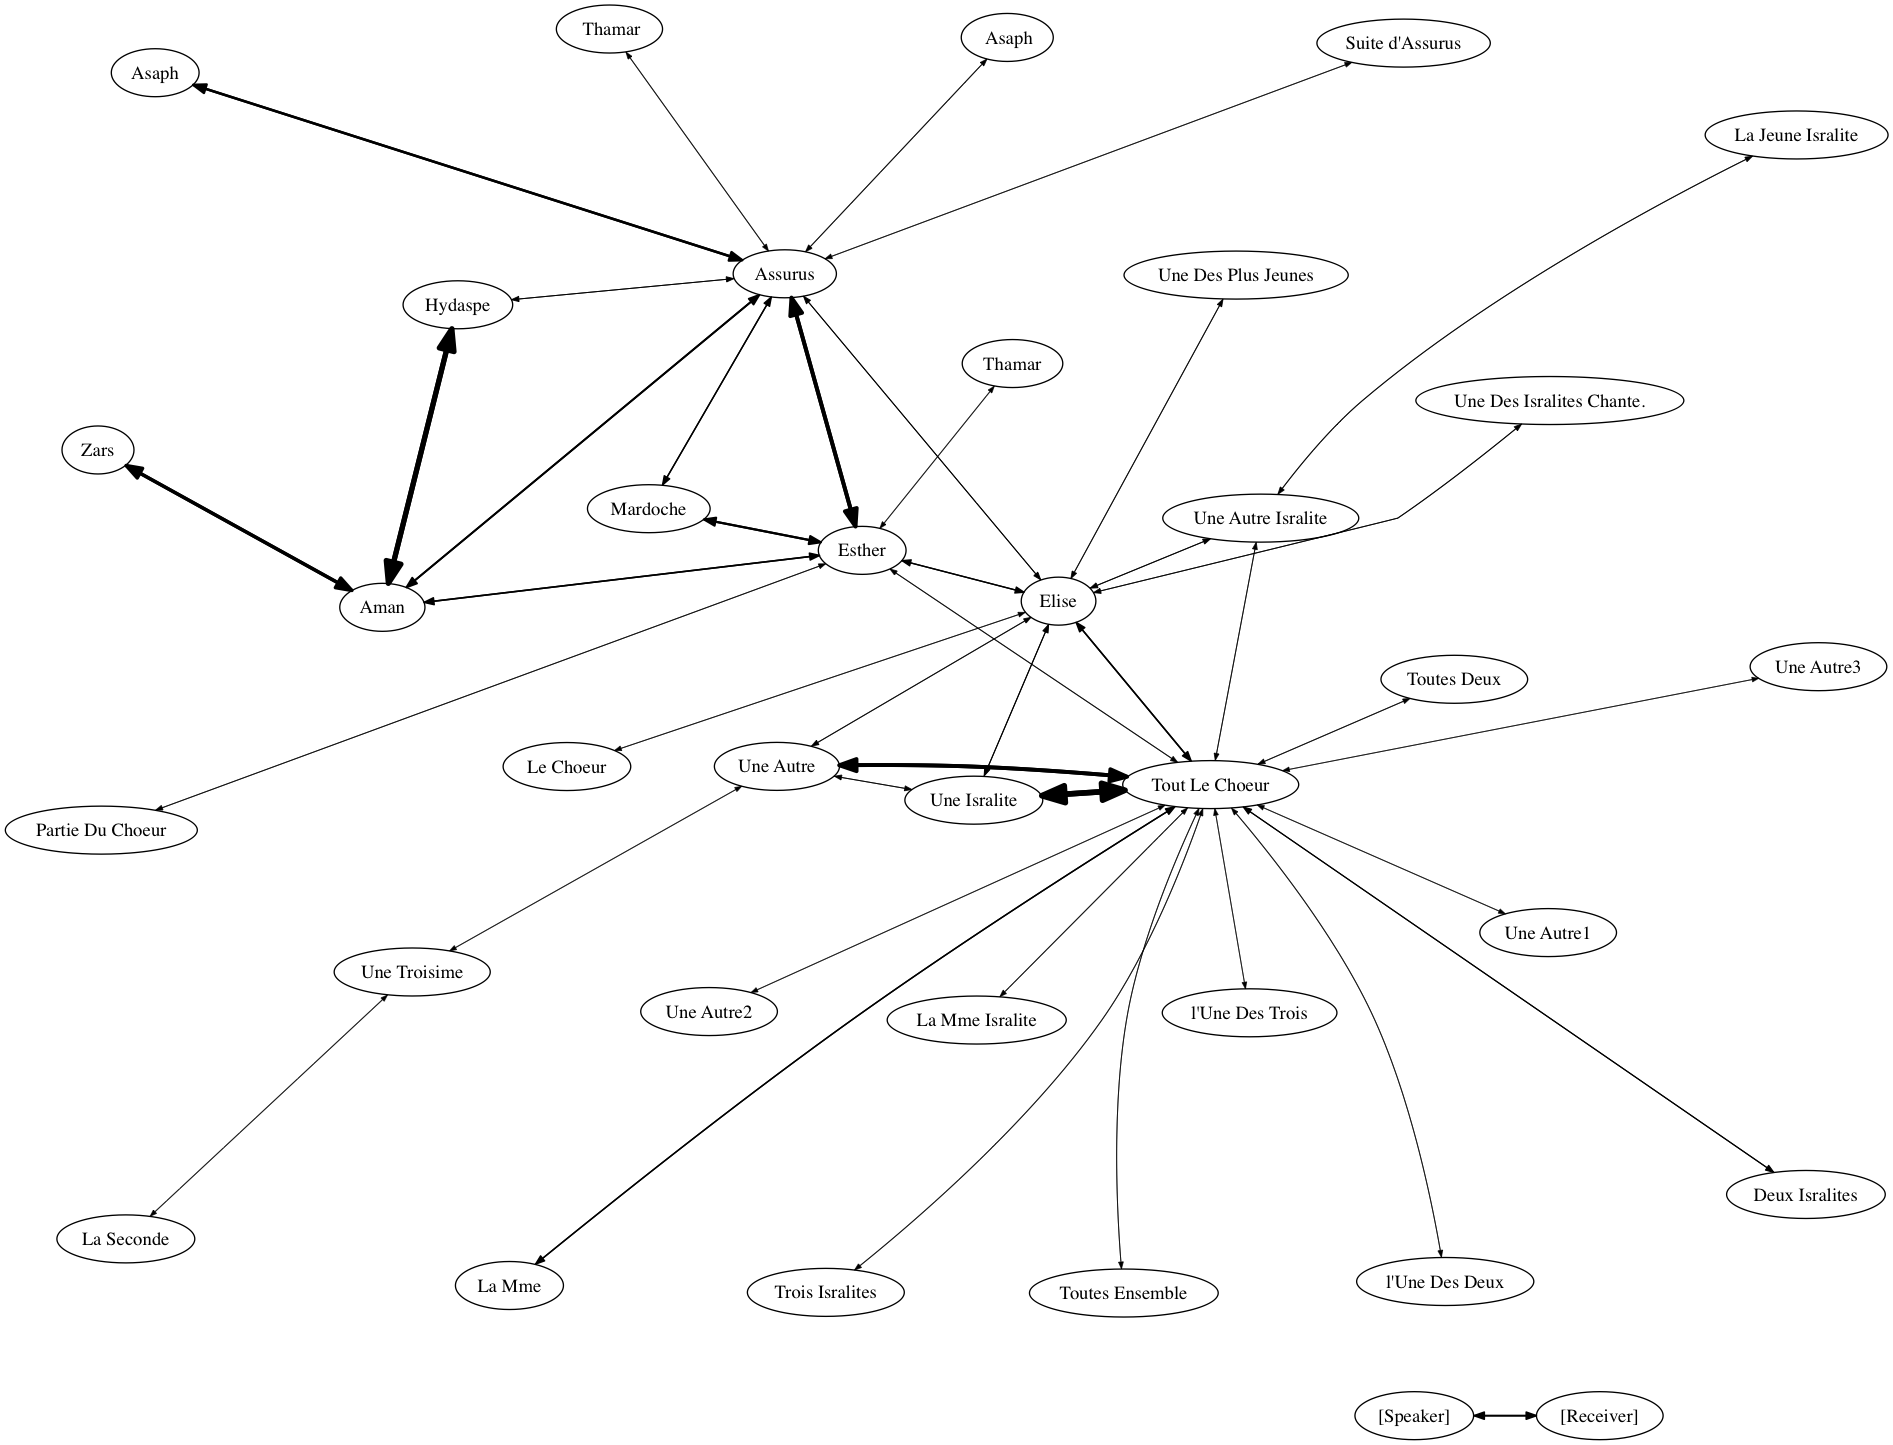 Thamar
Asaph
Suite d'Assurus
Asaph
La Jeune Isralite
Assurus
Une Des Plus Jeunes
Hydaspe
Thamar
Une Des Isralites Chante.
Zars
Mardoche
Une Autre Isralite
Esther
Elise
Aman
Une Autre3
Toutes Deux
Le Choeur
Une Autre
Tout Le Choeur
Une Isralite
Partie Du Choeur
Une Autre1
Une Troisime
Une Autre2
La Mme Isralite
l'Une Des Trois
Deux Isralites
La Seconde
La Mme
Trois Isralites
Toutes Ensemble
l'Une Des Deux
[Speaker]
[Receiver]